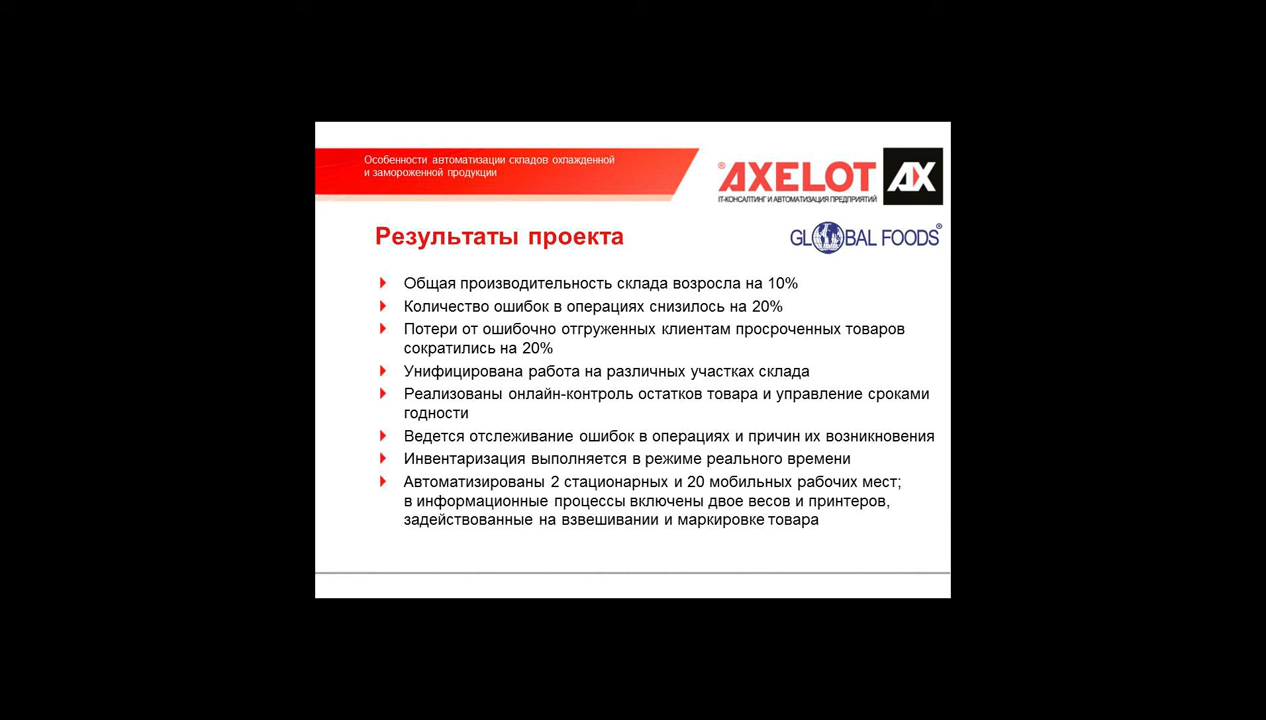 Особенности автоматизации складов охлажденной
и замороженной продукции
® AXELOT AX
IT-КОНСАЛТИНГ И АВТОМАТИЗАЦИЯ ПРЕДПРИЯТИЙ
Результаты проекта
GLOBAL FOODS®
Общая производительность склада возросла на 10%
Количество ошибок в операциях снизилось на 20%
Потери от ошибочно отгруженных клиентам просроченных товаров
сократились на 20%
Унифицирована работа на различных участках склада
Реализованы онлайн-контроль остатков товара и управление сроками
годности
Ведется отслеживание ошибок в операциях и причин их возникновения
Инвентаризация выполняется в режиме реального времени
Автоматизированы 2 стационарных и 20 мобильных рабочих мест;
в информационные процессы включены двое весов и принтеров,
задействованные на взвешивании и маркировке товара